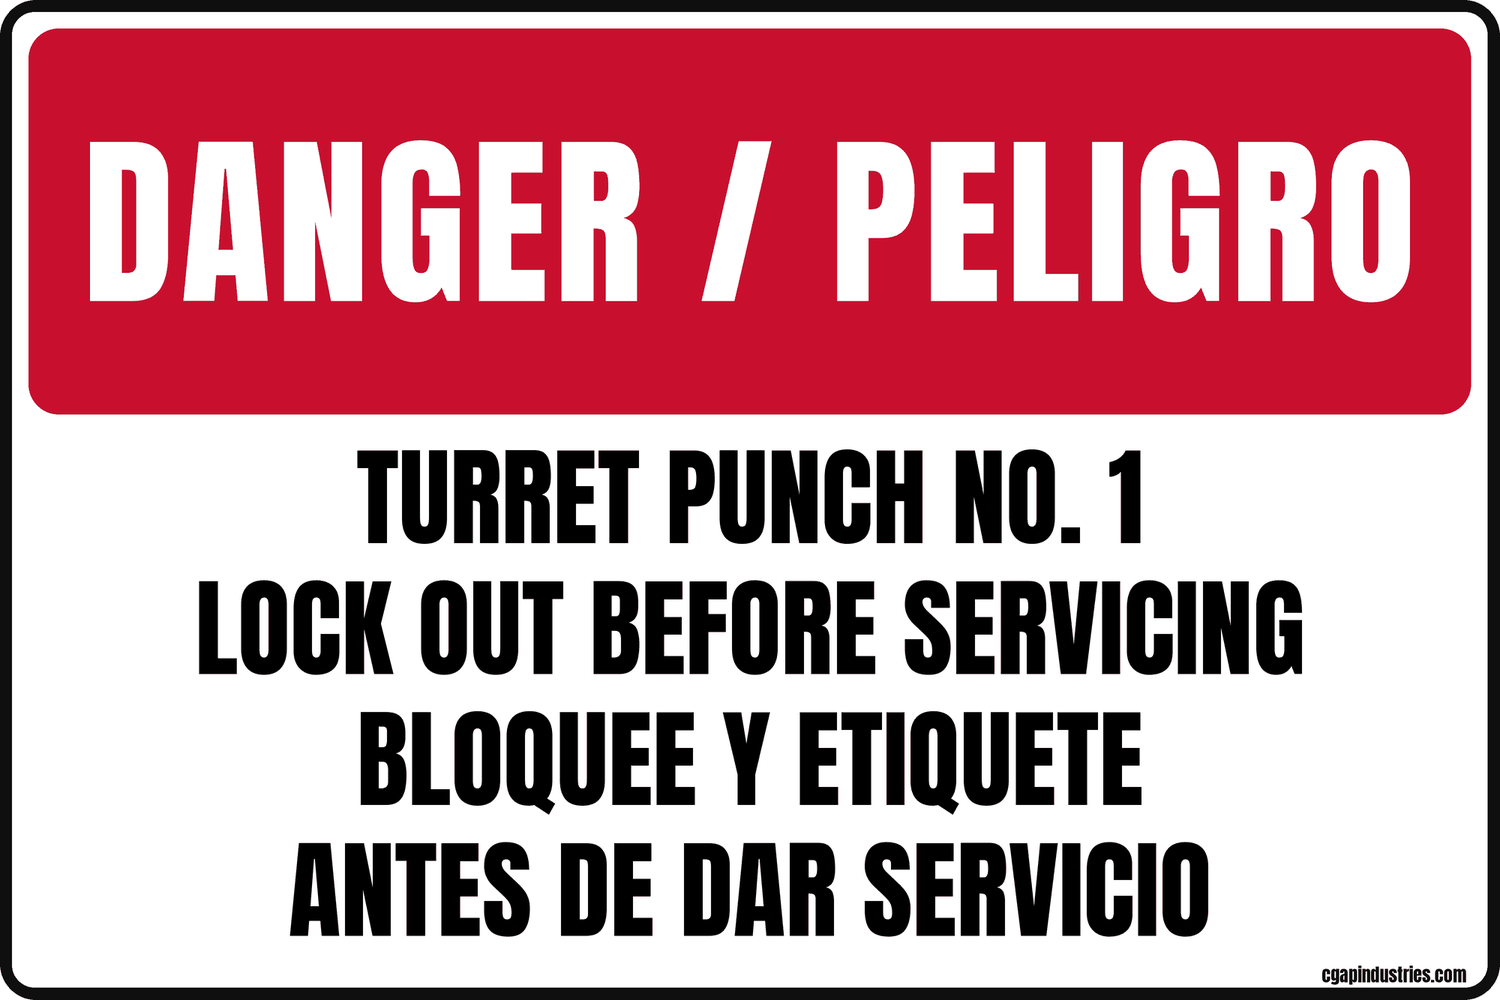 DANGER / PELIGRO
TURRET PUNCH NO. 1
LOCK OUT BEFORE SERVICING
BLOQUEE Y ETIQUETE
ANTES DE DAR SERVICIO
cgapindustries.com